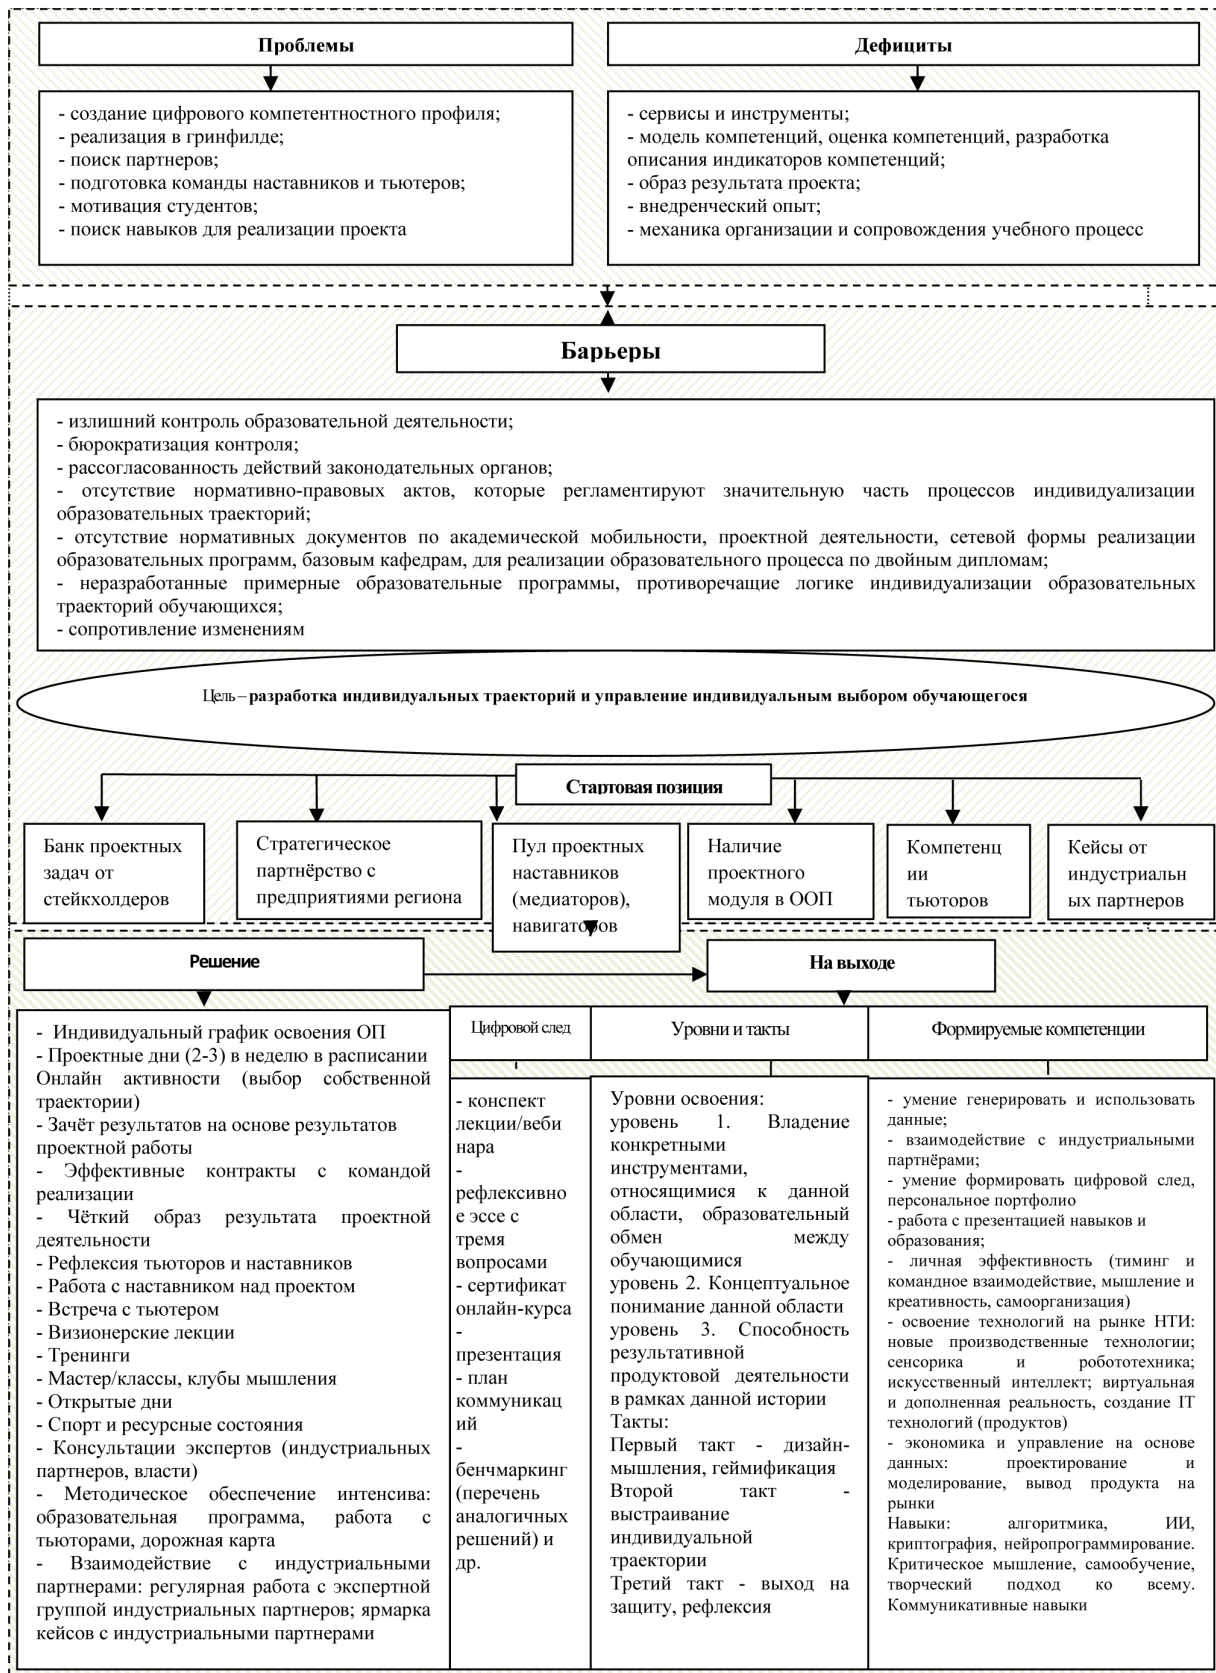 Проблемы
- создание цифрового компетентностного профиля;
- реализация в гринфилде;
- поиск партнеров;
- подготовка команды наставников и тьютеров;
- мотивация студентов;
- поиск навыков для реализации проекта
Дефициты
- сервисы и инструменты;
- модель компетенций, оценка компетенций, разработка
описания индикаторов компетенций;
- образ результата проекта;
- внедренческий опыт;
- механика организации и сопровождения учебного процесс
Барьеры
- излишний контроль образовательной деятельности;
- бюрократизация контроля;
- рассогласованность действий законодательных органов;
- отсутствие нормативно-правовых актов, которые регламентируют значительную часть процессов индивидуализации
образовательных траекторий;
- отсутствие нормативных документов по академической мобильности, проектной деятельности, сетевой формы реализации
образовательных программ, базовым кафедрам, для реализации образовательного процесса по двойным дипломам;
- неразработанные примерные образовательные программы, противоречащие логике индивидуализации образовательных
траекторий обучающихся;
- сопротивление изменениям
Цель – разработка индивидуальных траекторий и управление индивидуальным выбором обучающегося
Стартовая позиция
Банк проектных
задач от
стейкхолдеров
Стратегическое
партнёрство с
предприятиями региона
Пул проектных
наставников
(медиаторов),
навигаторов
Наличие
проектного
модуля в ООП
Компетенц
ии
тьюторов
Кейсы от
индустриальн
ых партнеров
Решение
На выходе
- Индивидуальный график освоения ОП
- Проектные дни (2-3) в неделю в расписании
Онлайн активности (выбор собственной
траектории)
- Зачёт результатов на основе результатов
проектной работы
- Эффективные контракты с командой
реализации
- Чёткий образ результата проектной
деятельности
- Рефлексия тьюторов и наставников
- Работа с наставником над проектом
- Встреча с тьютером
- Визионерские лекции
- Тренинги
- Мастер/классы, клубы мышления
- Открытые дни
- Спорт и ресурсные состояния
- Консультации экспертов (индустриальных
партнеров, власти)
- Методическое обеспечение интенсива:
образовательная программа, работа с
тьюторами, дорожная карта
- Взаимодействие с индустриальными
партнерами: регулярная работа с экспертной
группой индустриальных партнеров; ярмарка
кейсов с индустриальными партнерами
Цифровой след
- конспект
лекции/веби
нара
-
рефлексивно
е эссе с
тремя
вопросами
- сертификат
онлайн-курса
-
презентация
- план
коммуникац
ий
-
бенчмаркинг
(перечень
аналогичных
решений) и
др.
Уровни и такты
Уровни освоения:
уровень 1. Владение
конкретными
инструментами,
относящимися к данной
области, образовательный
обмен между
обучающимися
уровень 2. Концептуальное
понимание данной области
уровень 3. Способность
результативной
продуктовой деятельности
в рамках данной истории
Такты:
Первый такт - дизайн-
мышления, геймификация
Второй такт -
выстраивание
индивидуальной
траектории
Третий такт - выход на
защиту, рефлексия
Формируемые компетенции
- умение генерировать и использовать
данные;
- взаимодействие с индустриальными
партнёрами;
- умение формировать цифровой след,
персональное портфолио
- работа с презентацией навыков и
образования;
- личная эффективность (тиминг и
командное взаимодействие, мышление и
креативность, самоорганизация)
- освоение технологий на рынке НТИ:
новые производственные технологии;
сенсорика и робототехника;
искусственный интеллект; виртуальная
и дополненная реальность, создание IT
технологий (продуктов)
- экономика и управление на основе
данных: проектирование и
моделирование, вывод продукта на
рынки
Навыки: алгоритмика, ИИ,
криптография, нейропрограммирование.
Критическое мышление, самообучение,
творческий подход ко всему.
Коммуникативные навыки